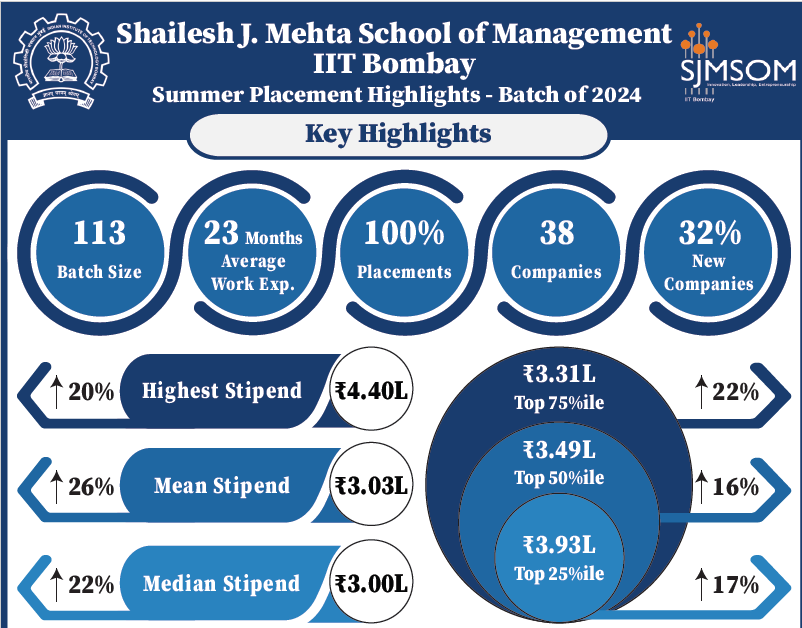 Shailesh J. Mehta School of Management
IIT Bombay
Summer Placement Highlights - Batch of 2024
SJMSOM
Innovation, Leadership, Entrepreneurship
IIT Bombay
Key Highlights
113
Batch Size
23 Months
Average
Work Exp.
100%
Placements
38
Companies
32%
New
Companies
↑ 20%
Highest Stipend
₹4.40L
↑ 26%
Mean Stipend
₹3.03L
↑ 22%
Median Stipend
₹3.00L
₹3.31L
Top 75%ile
↑ 22%
₹3.49L
Top 50%ile
↑ 16%
₹3.93L
Top 25%ile
↑ 17%